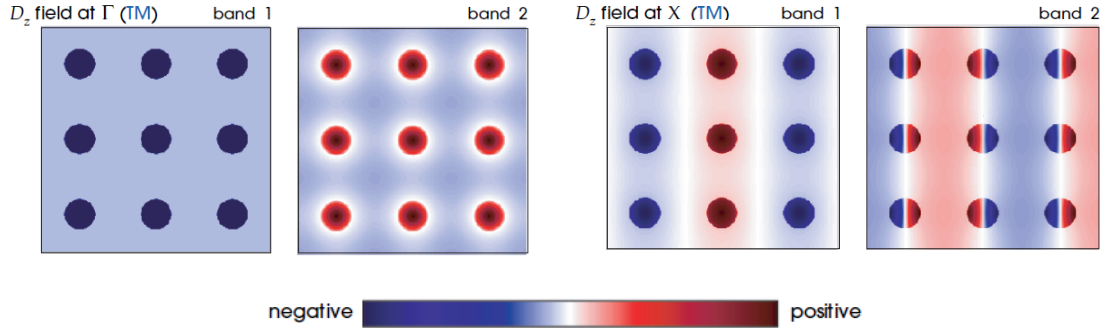 D_z field at Γ (TM) band 1
band 2
D_z field at X (TM) band 1
band 2
negative positive